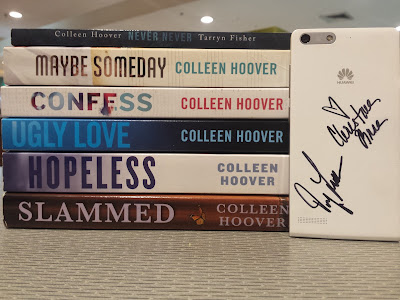 Colleen Hoover NEVER NEVER Tarryn Fisher
MAYBE SOMEDAY COLLEEN HOOVER
CONFESS COLLEEN HOOVER
UGLY LOVE COLLEEN HOOVER
HOPELESS COLLEEN HOOVER
SLAMMED COLLEEN HOOVER
HUAWEI